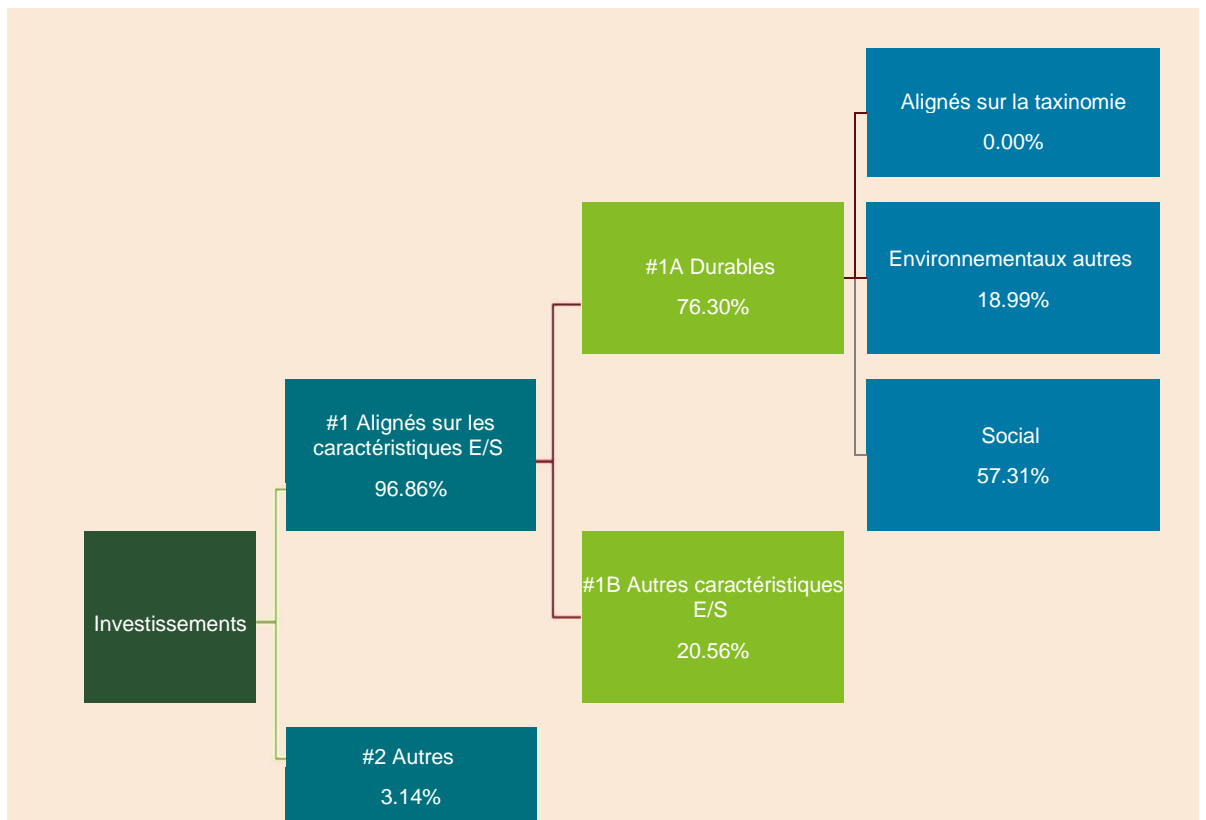 Alignés sur la taxinomie
0.00%
#1A Durables
76.30%
Environnementaux autres
18.99%
#1 Alignés sur les
caractéristiques E/S
96.86%
Social
57.31%
Investissements
#1B Autres caractéristiques
E/S
20.56%
#2 Autres
3.14%